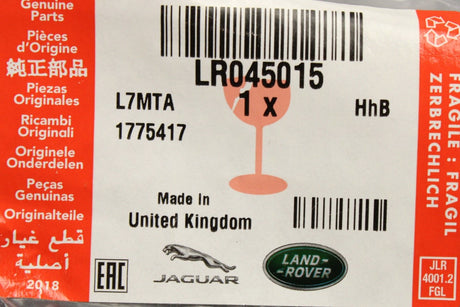 Genuine
Parts
Pièces
d'Origine
純正部品
Piezas
Originales
Ricambi
Originali
Originele
Onderdelen
Peças
Genuinas
Originalteile
قطع غيار
أصلية
2018
LR045015
1 x
L7MTA
HhB
1775417
Made In
United Kingdom
EAC
JAGUAR
LAND-
-ROVER
FRAGILE : FRAGIL
ZERBRECHLICH
JLR
4001.2
FGL